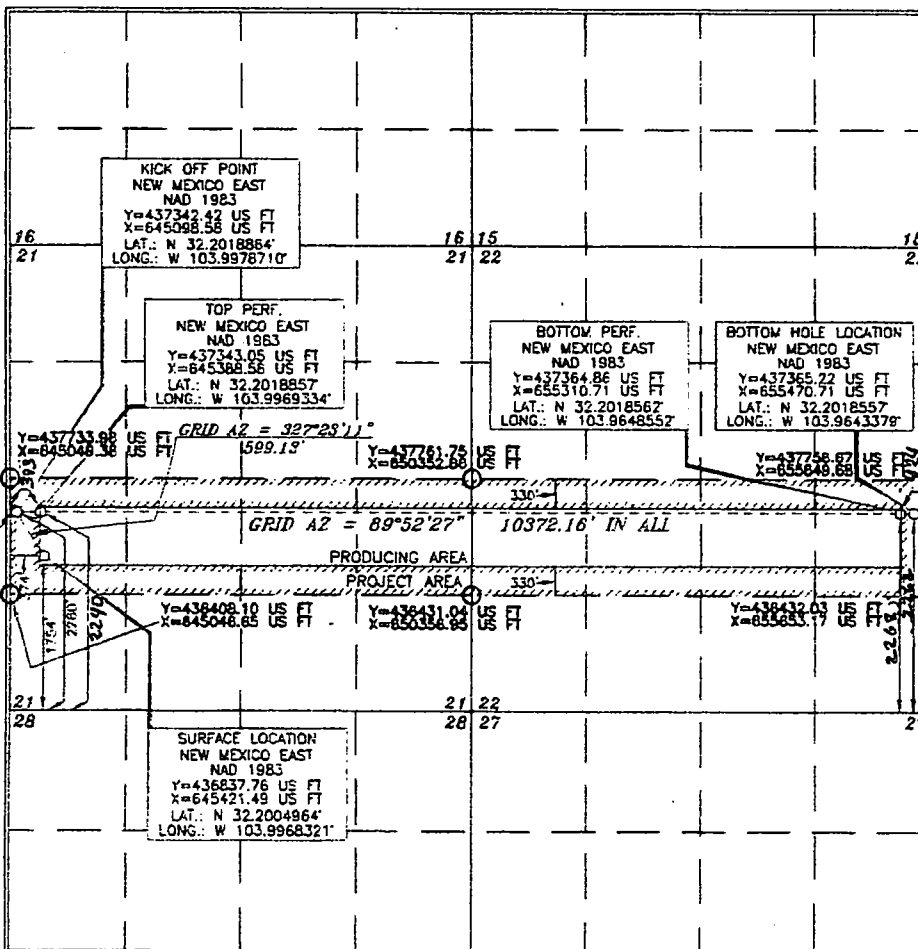 KICK OFF POINT
NEW MEXICO EAST
NAD 1983
Y=437342.42 US FT
X=645098.58 US FT
LAT.: N 32.2018864°
LONG.: W 103.9978710°
16
21
16 15
21 22
TOP PERF.
NEW MEXICO EAST
NAD 1983
Y=437343.05 US FT
X=645388.56 US FT
LAT.: N 32.2018857°
LONG.: W 103.9969334°
BOTTOM PERF.
NEW MEXICO EAST
NAD 1983
Y=437364.86 US FT
X=655310.71 US FT
LAT.: N 32.2018562°
LONG.: W 103.9648552°
BOTTOM HOLE LOCATION
NEW MEXICO EAST
NAD 1983
Y=437365.22 US FT
X=655470.71 US FT
LAT.: N 32.2018557°
LONG.: W 103.9643379°
Y=437733.98 US FT
X=645046.38 US FT
GRID AZ = 327°23'11"
599.13'
Y=437761.75 US FT
X=650352.68 US FT
Y=437758.67 US FT
X=655649.68 US FT
393'
330'
GRID AZ = 89°52'27"
10372.16' IN ALL
PRODUCING AREA
PROJECT AREA
330'
Y=436408.10 US FT
X=645046.65 US FT
Y=436431.04 US FT
X=650356.95 US FT
Y=436432.03 US FT
X=655653.17 US FT
1754'
2260'
2240
2268
21
28
21 22
28 27
SURFACE LOCATION
NEW MEXICO EAST
NAD 1983
Y=436837.76 US FT
X=645421.49 US FT
LAT.: N 32.2004964°
LONG.: W 103.9968321°